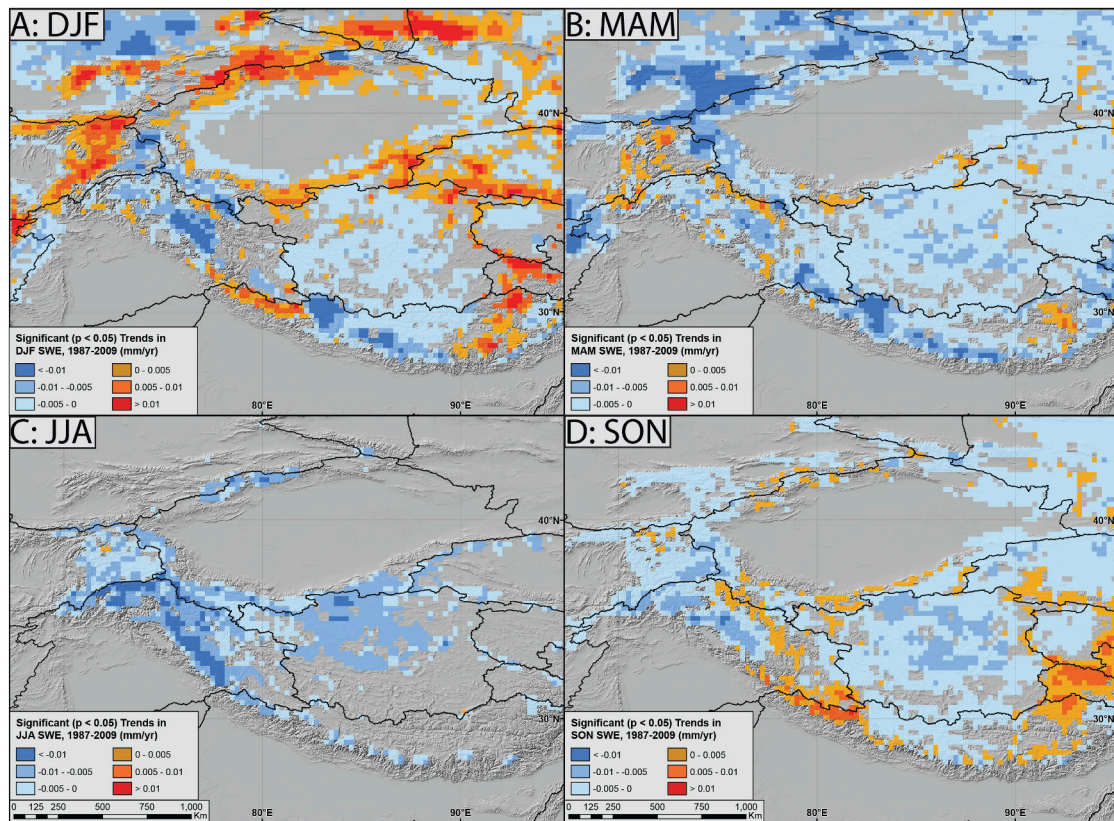 A: DJF
40°N
30°N
Significant (p < 0.05) Trends in
DJF SWE, 1987-2009 (mm/yr)
< -0.01
0 - 0.005
-0.01 - -0.005
0.005 - 0.01
-0.005 - 0
> 0.01
80°E
90°E
B: MAM
40°N
30°N
Significant (p < 0.05) Trends in
MAM SWE, 1987-2009 (mm/yr)
< -0.01
0 - 0.005
-0.01 - -0.005
0.005 - 0.01
-0.005 - 0
> 0.01
80°E
90°E
C: JJA
40°N
30°N
Significant (p < 0.05) Trends in
JJA SWE, 1987-2009 (mm/yr)
< -0.01
0 - 0.005
-0.01 - -0.005
0.005 - 0.01
-0.005 - 0
> 0.01
0 125 250 500 750 1,000
Km
80°E
90°E
D: SON
40°N
30°N
Significant (p < 0.05) Trends in
SON SWE, 1987-2009 (mm/yr)
< -0.01
0 - 0.005
-0.01 - -0.005
0.005 - 0.01
-0.005 - 0
> 0.01
0 125 250 500 750 1,000
Km
80°E
90°E